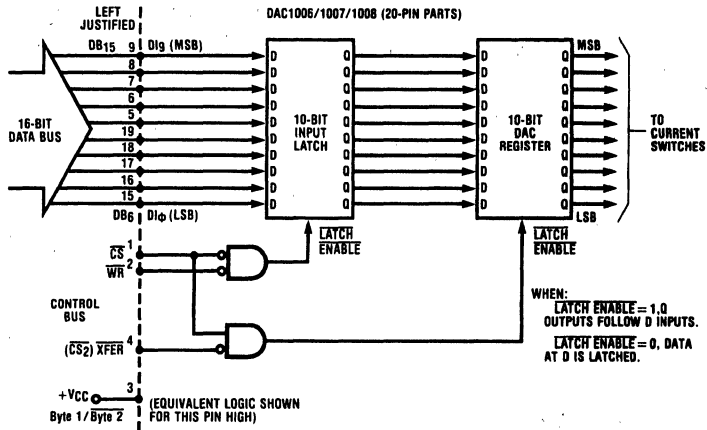 LEFT
JUSTIFIED
DAC1006/1007/1008 (20-PIN PARTS)
DB15 9 DI9 (MSB)
8
7
6
5
19
18
17
16
15
DB6 DIϕ (LSB)
16-BIT
DATA BUS
D
D
D
D
D
D
D
D
D
D
10-BIT
INPUT
LATCH
Q
Q
Q
Q
Q
Q
Q
Q
Q
Q
D
D
D
D
D
D
D
D
D
D
10-BIT
DAC
REGISTER
Q
Q
Q
Q
Q
Q
Q
Q
Q
Q
MSB
LSB
TO
CURRENT
SWITCHES
LATCH
ENABLE
LATCH
ENABLE
CS 1
WR 2
CONTROL
BUS
(CS2) XFER 4
+VCC 3
Byte 1/Byte 2
(EQUIVALENT LOGIC SHOWN
FOR THIS PIN HIGH)
WHEN:
LATCH ENABLE = 1,Q
OUTPUTS FOLLOW D INPUTS.
LATCH ENABLE = 0, DATA
AT D IS LATCHED.